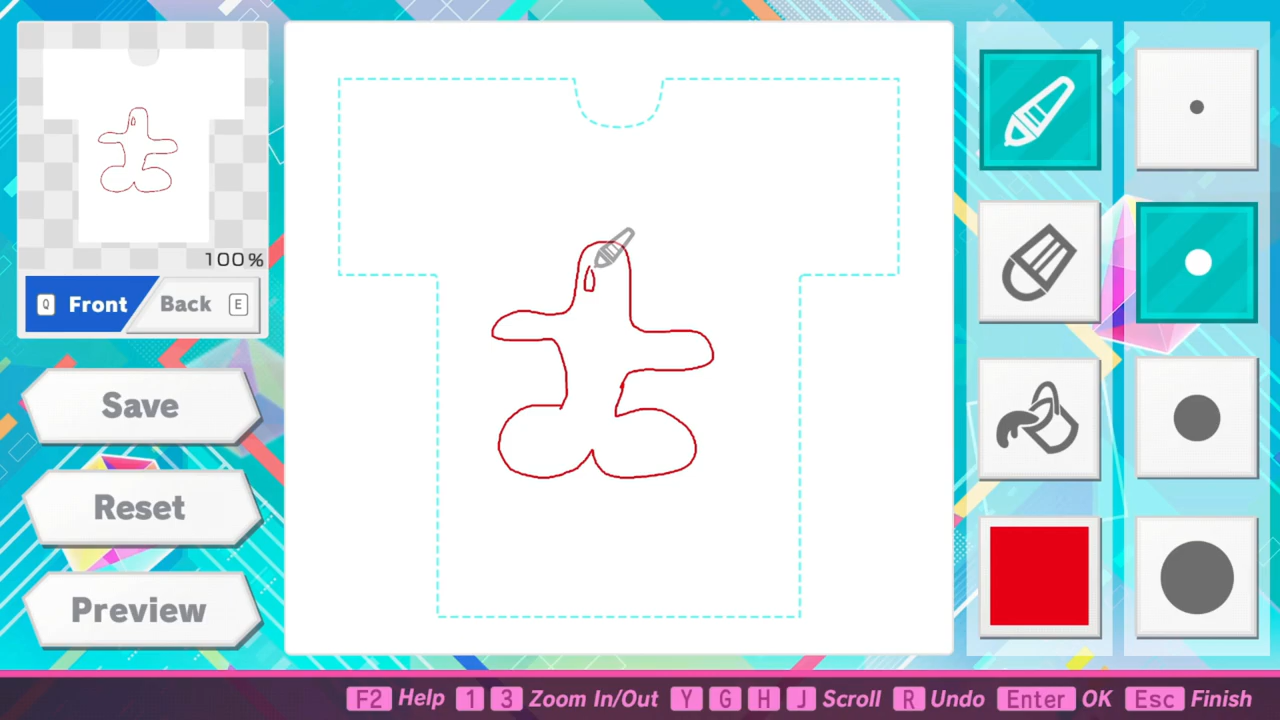 100%
Q Front Back E
Save
Reset
Preview
F2 Help 1 3 Zoom In/Out Y G H J Scroll R Undo Enter OK Esc Finish